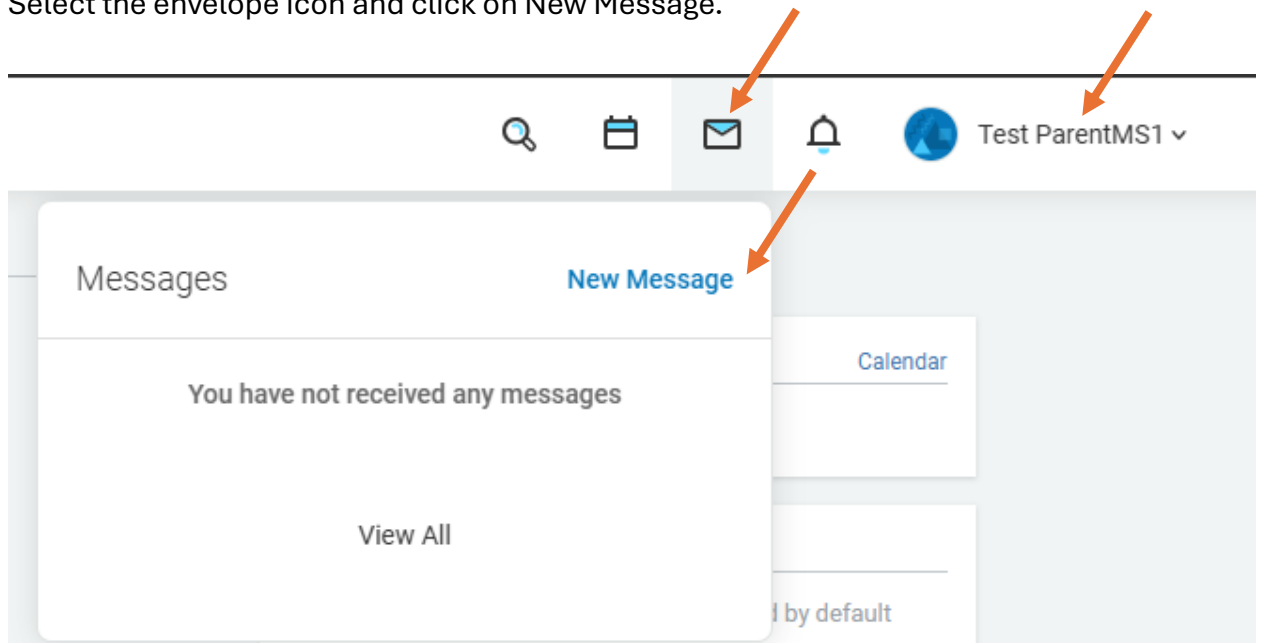 Select the envelope icon and click on New Message.
Test ParentMS1
Messages
New Message
Calendar
You have not received any messages
View All
by default